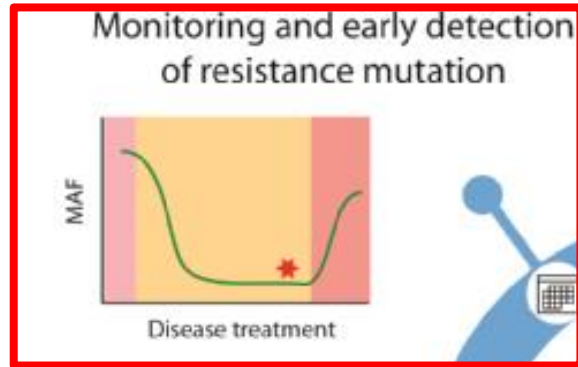 Monitoring and early detection
of resistance mutation
MAF
Disease treatment